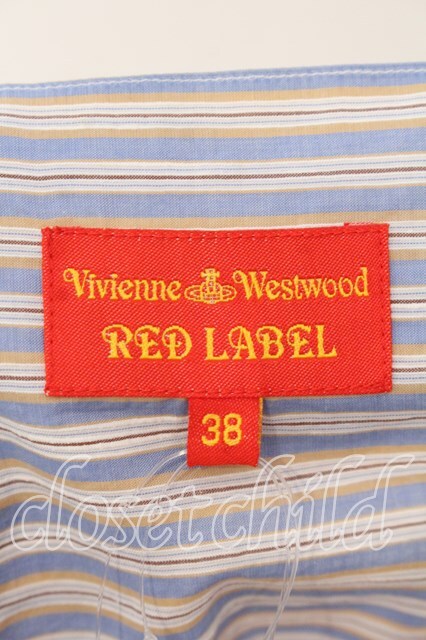 Vivienne Westwood
RED LABEL
38
closet child